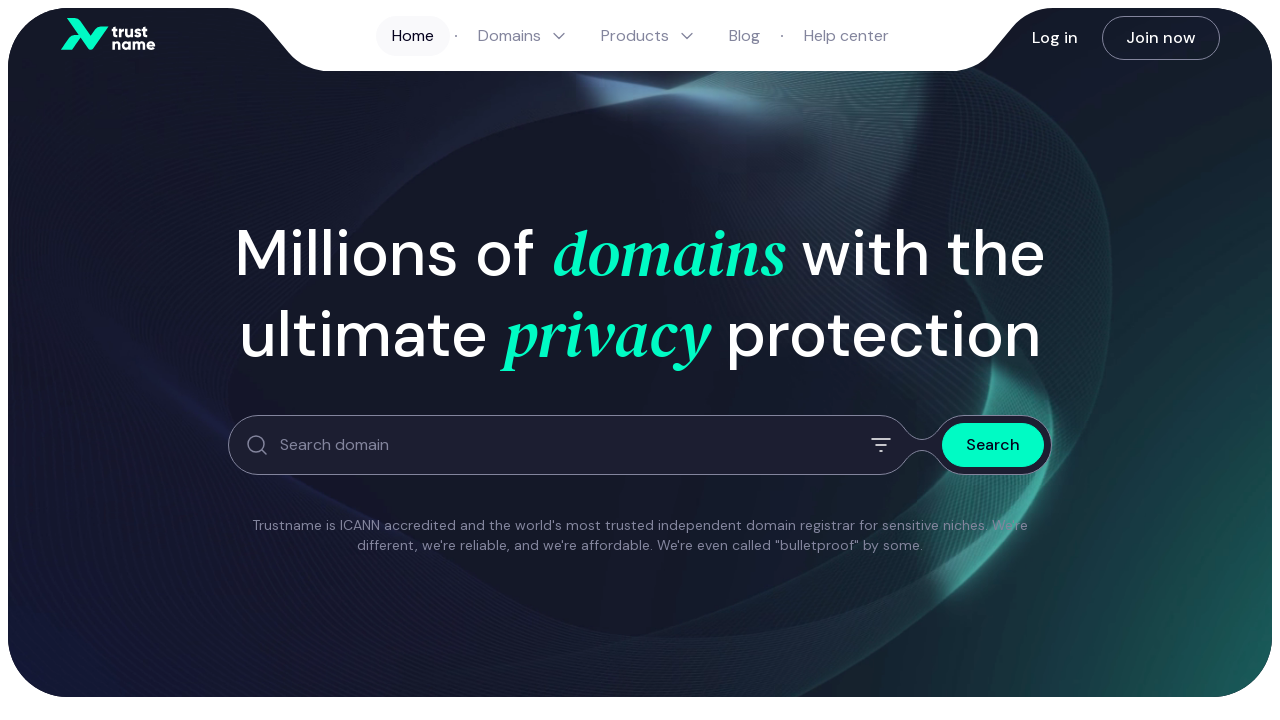 trust
name
Home
Domains
Products
Blog
Help center
Log in
Join now
Millions of domains with the
ultimate privacy protection
Search domain
Search
Trustname is ICANN accredited and the world's most trusted independent domain registrar for sensitive niches. We're
different, we're reliable, and we're affordable. We're even called "bulletproof" by some.